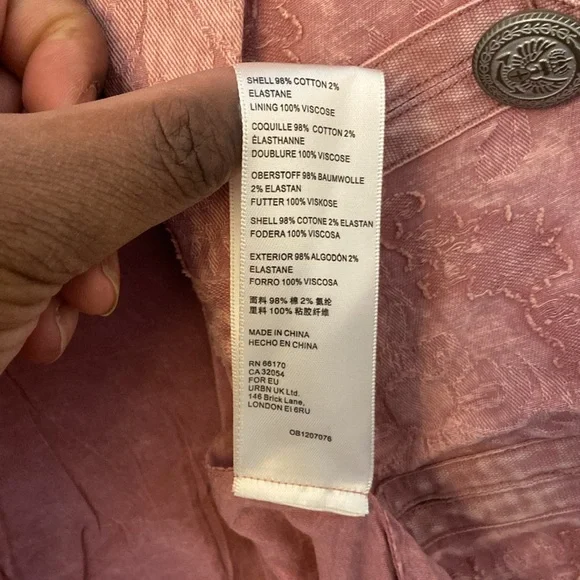 SHELL 98% COTTON 2%
ELASTANE
LINING 100% VISCOSE
COQUILLE 98% COTTON 2%
ÉLASTHANNE
DOUBLURE 100% VISCOSE
OBERSTOFF 98% BAUMWOLLE
2% ELASTAN
FUTTER 100% VISKOSE
SHELL 98% COTONE 2% ELASTAN
FODERA 100% VISCOSA
EXTERIOR 98% ALGODÓN 2%
ELASTANE
FORRO 100% VISCOSA
面料 98% 棉 2% 氨纶
里料 100% 粘胶纤维
MADE IN CHINA
HECHO EN CHINA
RN 66170
CA 32054
FOR EU
URBN UK Ltd.
146 Brick Lane,
LONDON EI 6RU
OB1207076